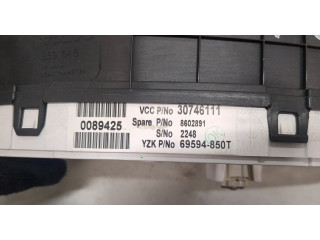 VCC P/No 30746111
0089425
Spare P/No 8602891
S/No 2248
YZK P/No 69594-850T